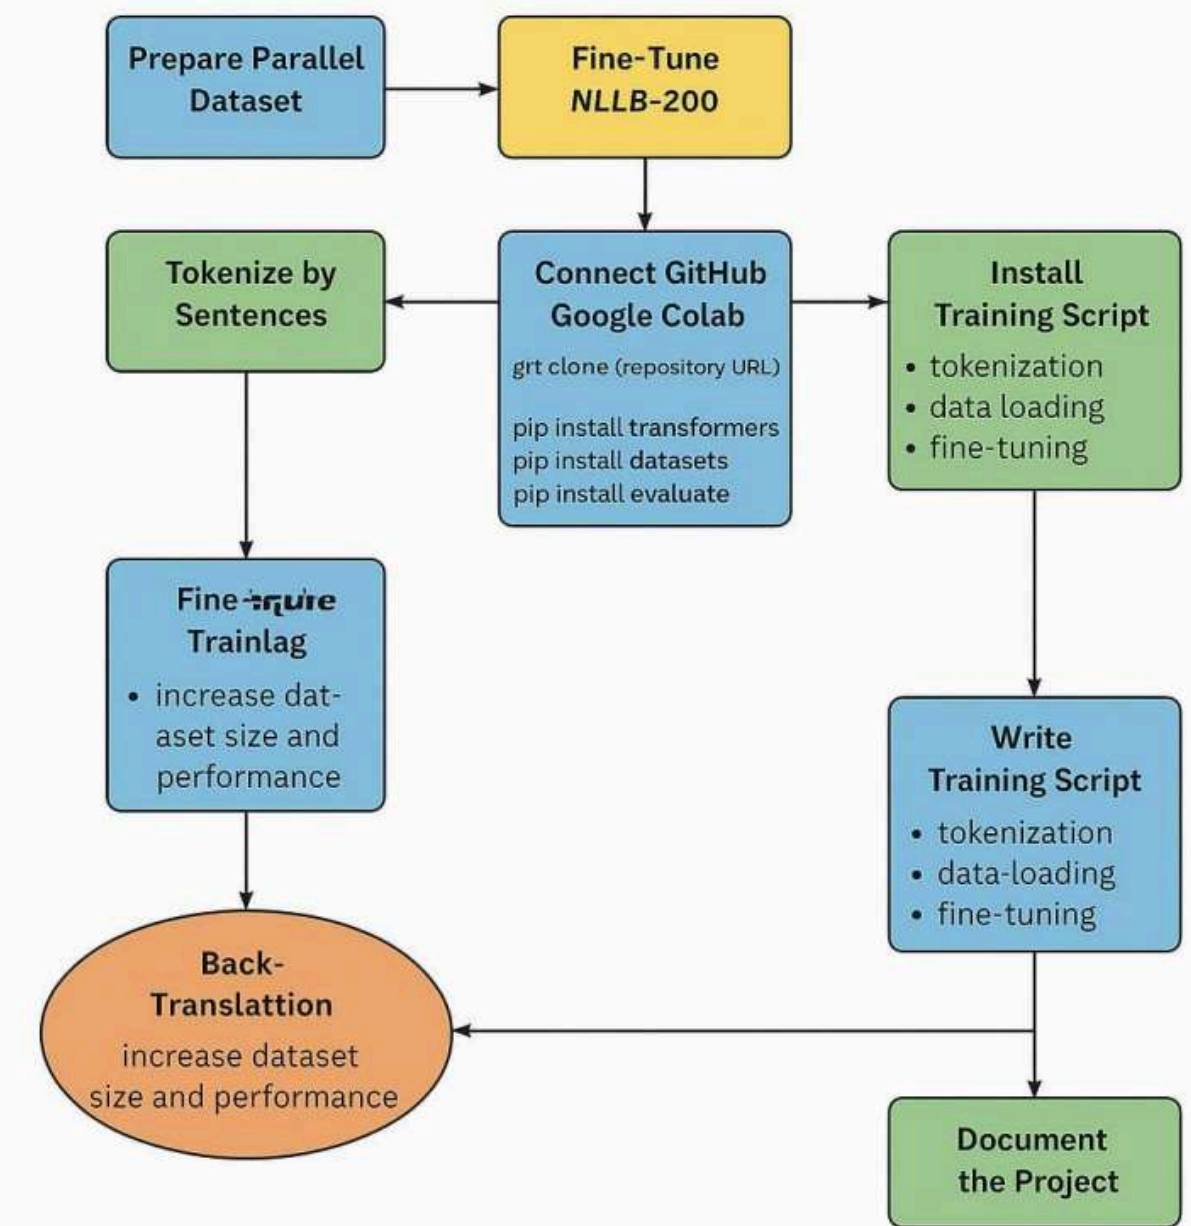 Prepare Parallel
Dataset
Fine-Tune
NLLB-200
Tokenize by
Sentences
Connect GitHub
Google Colab
grt clone (repository URL)
pip install transformers
pip install datasets
pip install evaluate
Install
Training Script
• tokenization
• data loading
• fine-tuning
Fine-
Trainlag
• increase dat-
aset size and
performance
Write
Training Script
• tokenization
• data-loading
• fine-tuning
Back-
Translattion
increase dataset
size and performance
Document
the Project